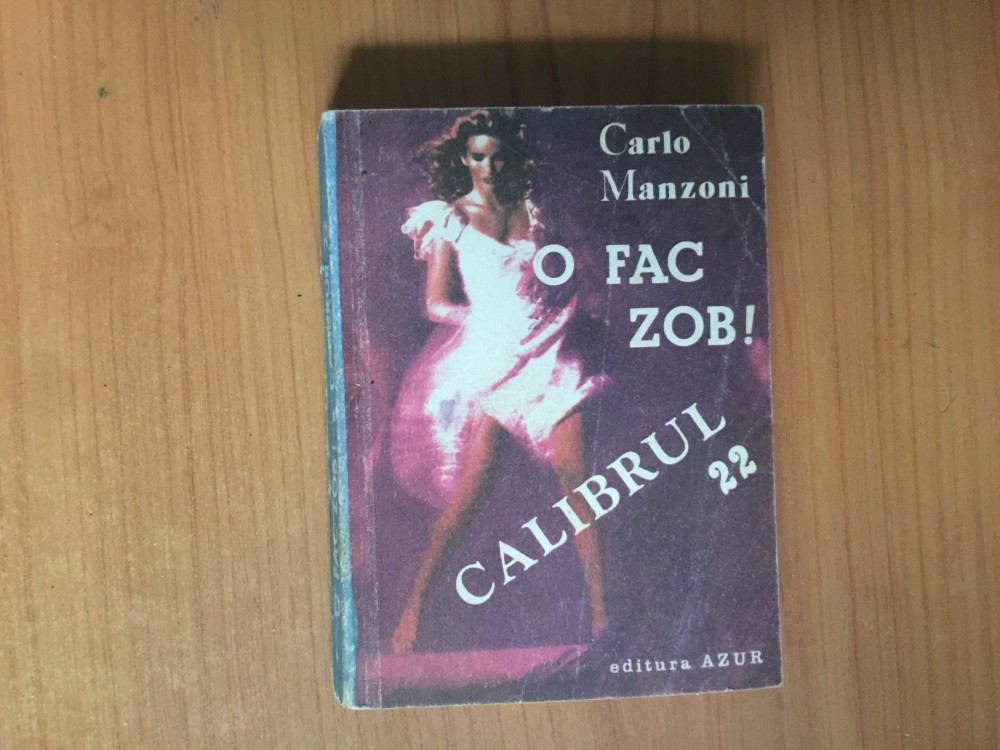 Carlo
Manzoni
O FAC
ZOB!
CALIBRUL
22
editura AZUR